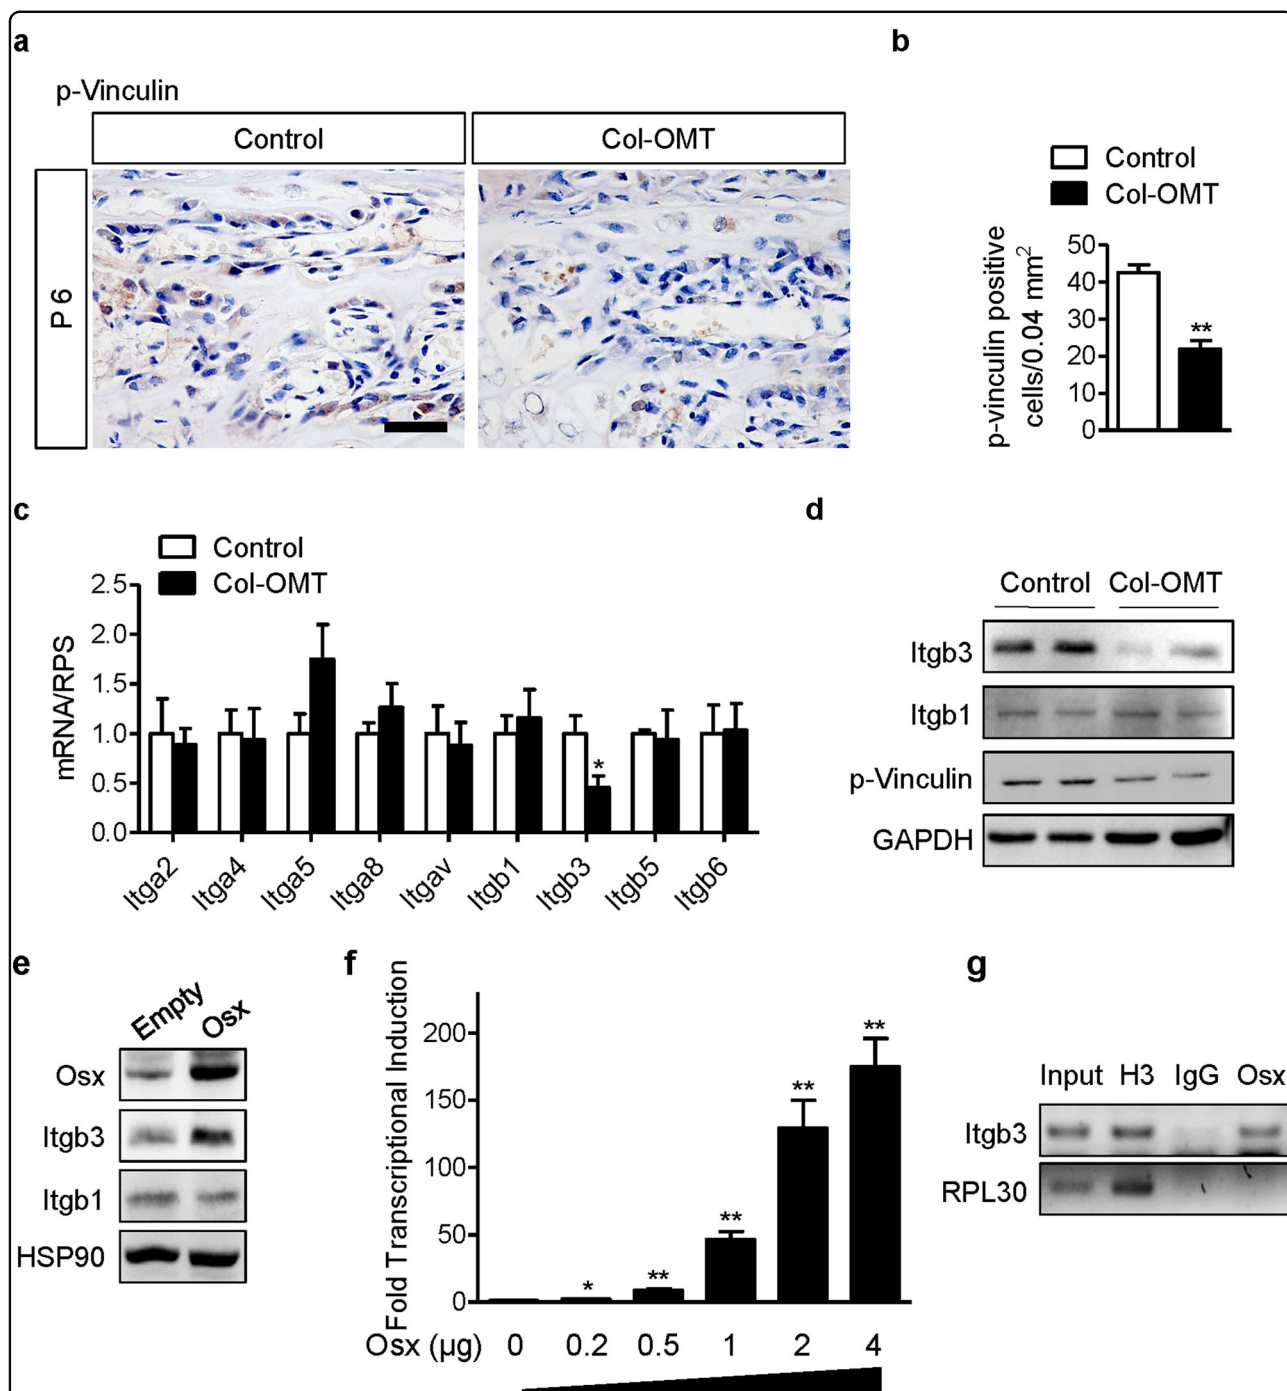 a
p-Vinculin
Control Col-OMT
P 6
b
Control
Col-OMT
p-vinculin positive
cells/0.04 mm²
50
40
30
20
10
0
**
c
Control
Col-OMT
mRNA/RPS
2.5
2.0
1.5
1.0
0.5
0.0
*
Itga2 Itga4 Itga5 Itga8 Itgav Itgb1 Itgb3 Itgb5 Itgb6
d
Control Col-OMT
Itgb3
Itgb1
p-Vinculin
GAPDH
e
Empty Osx
Osx
Itgb3
Itgb1
HSP90
f
Fold Transcriptional Induction
200
150
100
50
0
* ** ** ** **
Osx (μg) 0 0.2 0.5 1 2 4
g
Input H3 IgG Osx
Itgb3
RPL30